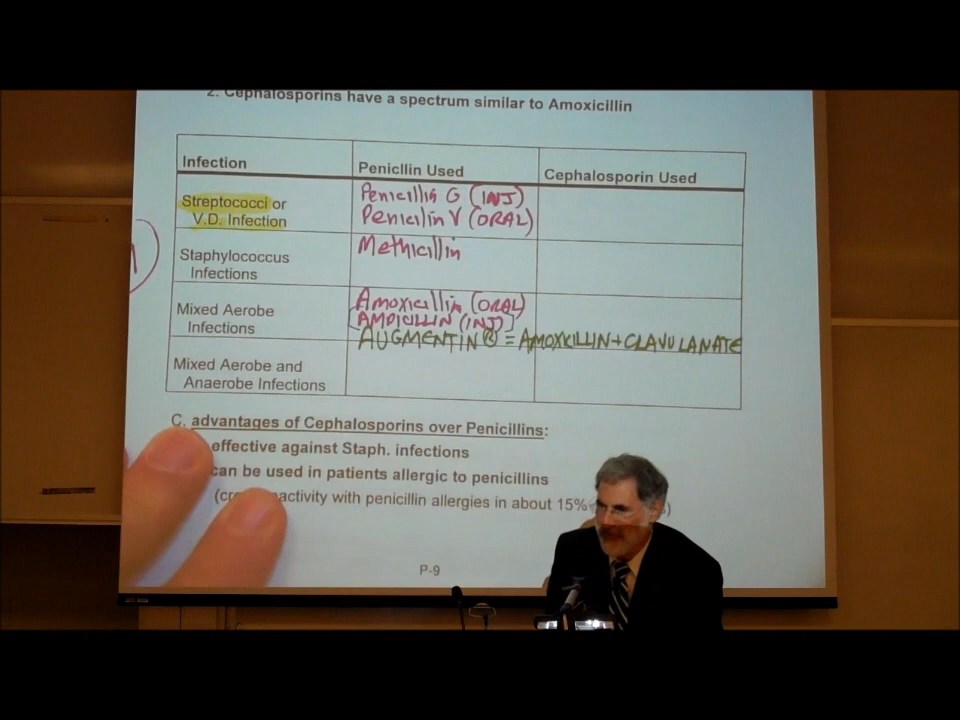 2. Cephalosporins have a spectrum similar to Amoxicillin
Infection
Penicllin Used
Cephalosporin Used
Streptococci or
V.D. Infection
Penicillin G (INJ)
Penicillin V (ORAL)
Staphylococcus
Infections
Methicillin
Mixed Aerobe
Infections
Amoxicillin (ORAL)
[AMPICILLIN (INJ)]
AUGMENTIN® = AMOXICILLIN+CLAVULANATE
Mixed Aerobe and
Anaerobe Infections
C. advantages of Cephalosporins over Penicillins:
effective against Staph. infections
can be used in patients allergic to penicillins
activity with penicillin allergies in about 15%
P-9